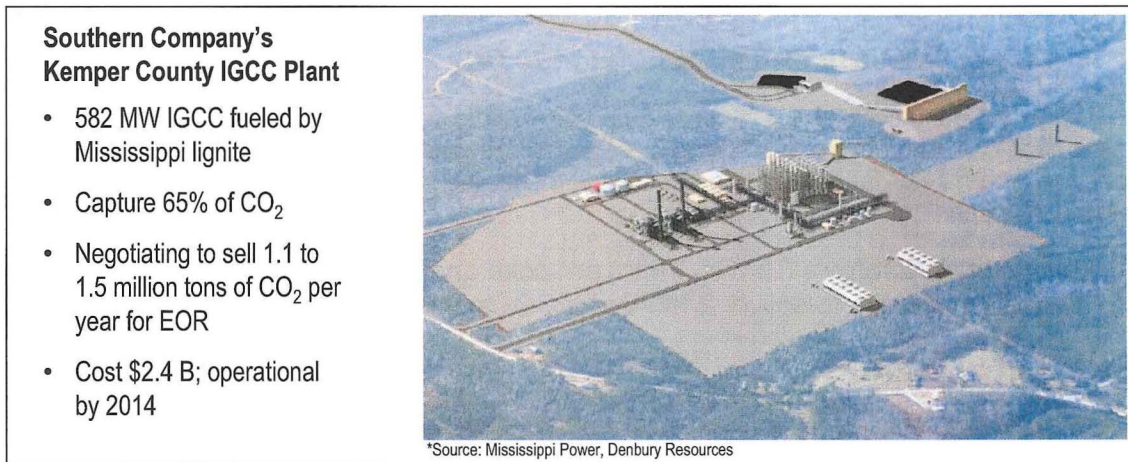 Southern Company's
Kemper County IGCC Plant
• 582 MW IGCC fueled by
Mississippi lignite
• Capture 65% of CO₂
• Negotiating to sell 1.1 to
1.5 million tons of CO₂ per
year for EOR
• Cost $2.4 B; operational
by 2014
*Source: Mississippi Power, Denbury Resources